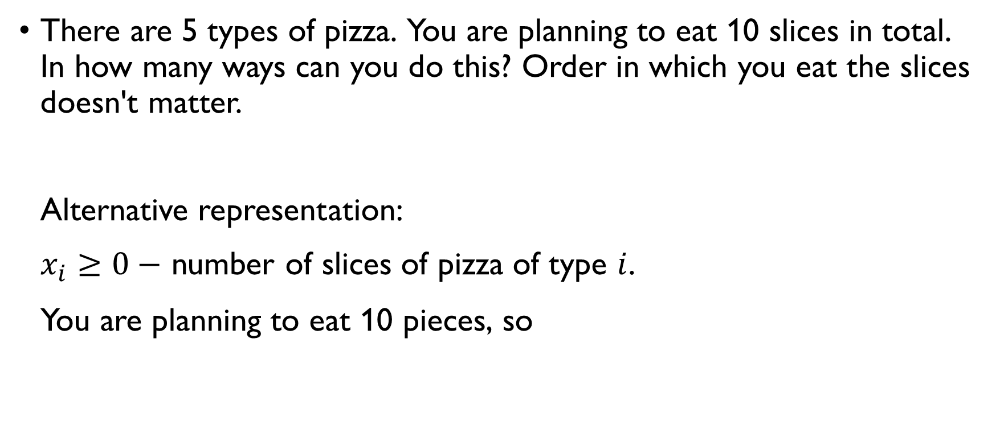 • There are 5 types of pizza. You are planning to eat 10 slices in total.
In how many ways can you do this? Order in which you eat the slices
doesn't matter.
Alternative representation:
𝑥ᵢ ≥ 0 – number of slices of pizza of type 𝑖.
You are planning to eat 10 pieces, so